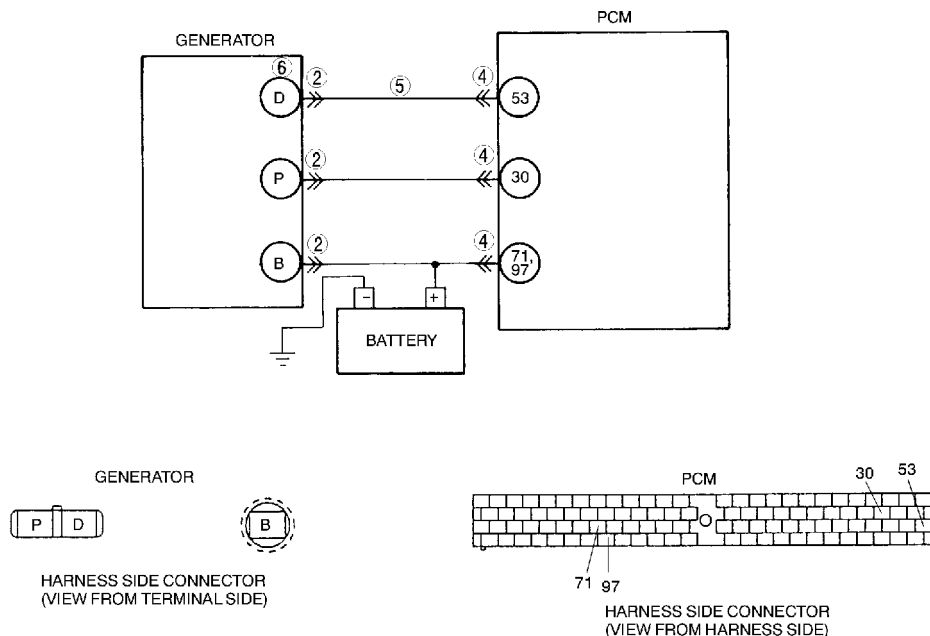 PCM
GENERATOR
6
2
5
4
D
53
2
4
P
30
2
4
B
71,
97
−
+
BATTERY
GENERATOR
P
D
B
HARNESS SIDE CONNECTOR
(VIEW FROM TERMINAL SIDE)
PCM
30
53
71
97
HARNESS SIDE CONNECTOR
(VIEW FROM HARNESS SIDE)